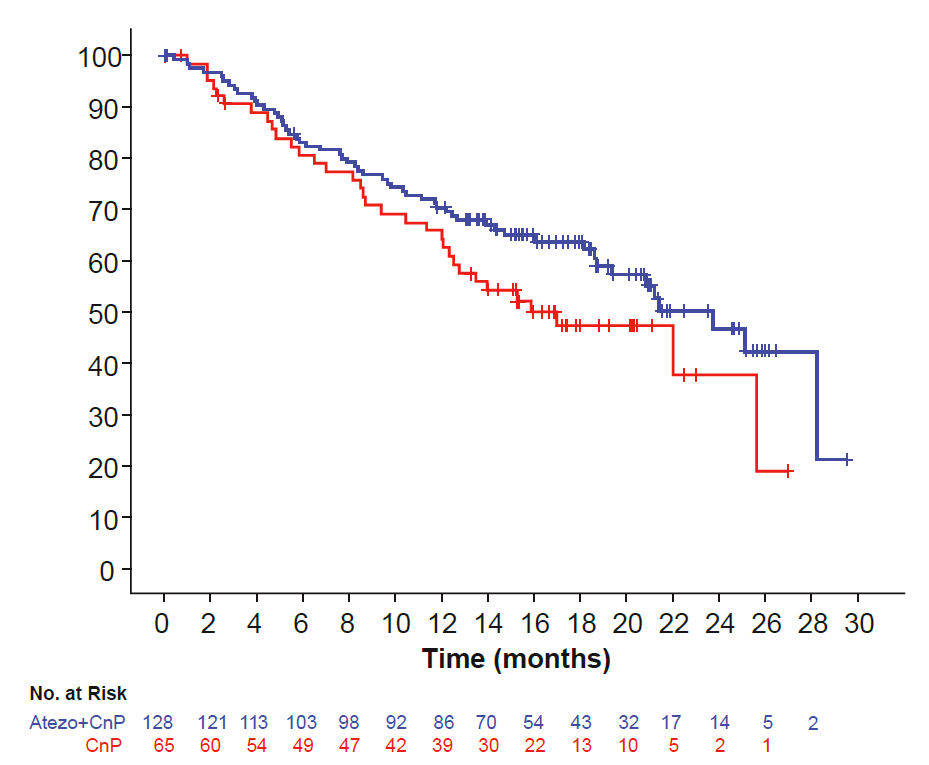 100
90
80
70
60
50
40
30
20
10
0
0 2 4 6 8 10 12 14 16 18 20 22 24 26 28 30
Time (months)
No. at Risk
Atezo+CnP 128 121 113 103 98 92 86 70 54 43 32 17 14 5 2
CnP 65 60 54 49 47 42 39 30 22 13 10 5 2 1